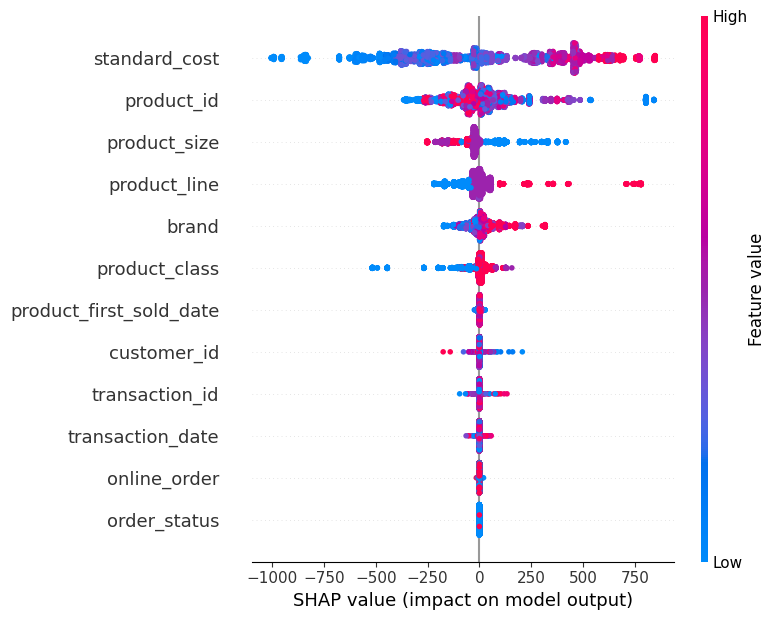 High
standard_cost
product_id
product_size
product_line
brand
product_class
product_first_sold_date
customer_id
transaction_id
transaction_date
online_order
order_status
Feature value
Low
−1000 −750 −500 −250 0 250 500 750
SHAP value (impact on model output)